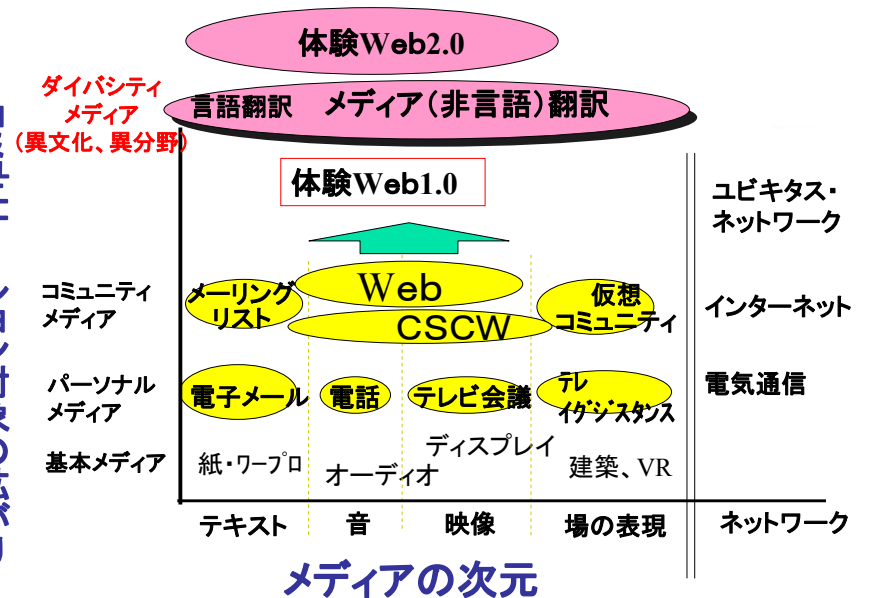 体験Web2.0
ダイバシティ
メディア
(異文化、異分野)
言語翻訳 メディア(非言語)翻訳
体験Web1.0
ユビキタス・
ネットワーク
コミュニティ
メディア
メーリング
リスト
Web
CSCW
仮想
コミュニティ
インターネット
パーソナル
メディア
電子メール
電話
テレビ会議
テレ
イグジスタンス
電気通信
基本メディア
紙・ワープロ
オーディオ
ディスプレイ
建築、VR
テキスト
音
映像
場の表現
ネットワーク
メディアの次元